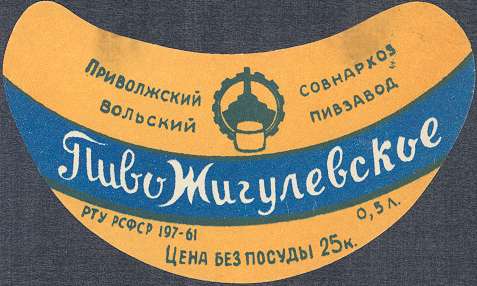 ПРИВОЛЖСКИЙ СОВНАРХОЗ
ВОЛЬСКИЙ ПИВЗАВОД
Пиво Жигулевское
РТУ РСФСР 197-61 0,5 л.
ЦЕНА БЕЗ ПОСУДЫ 25к.